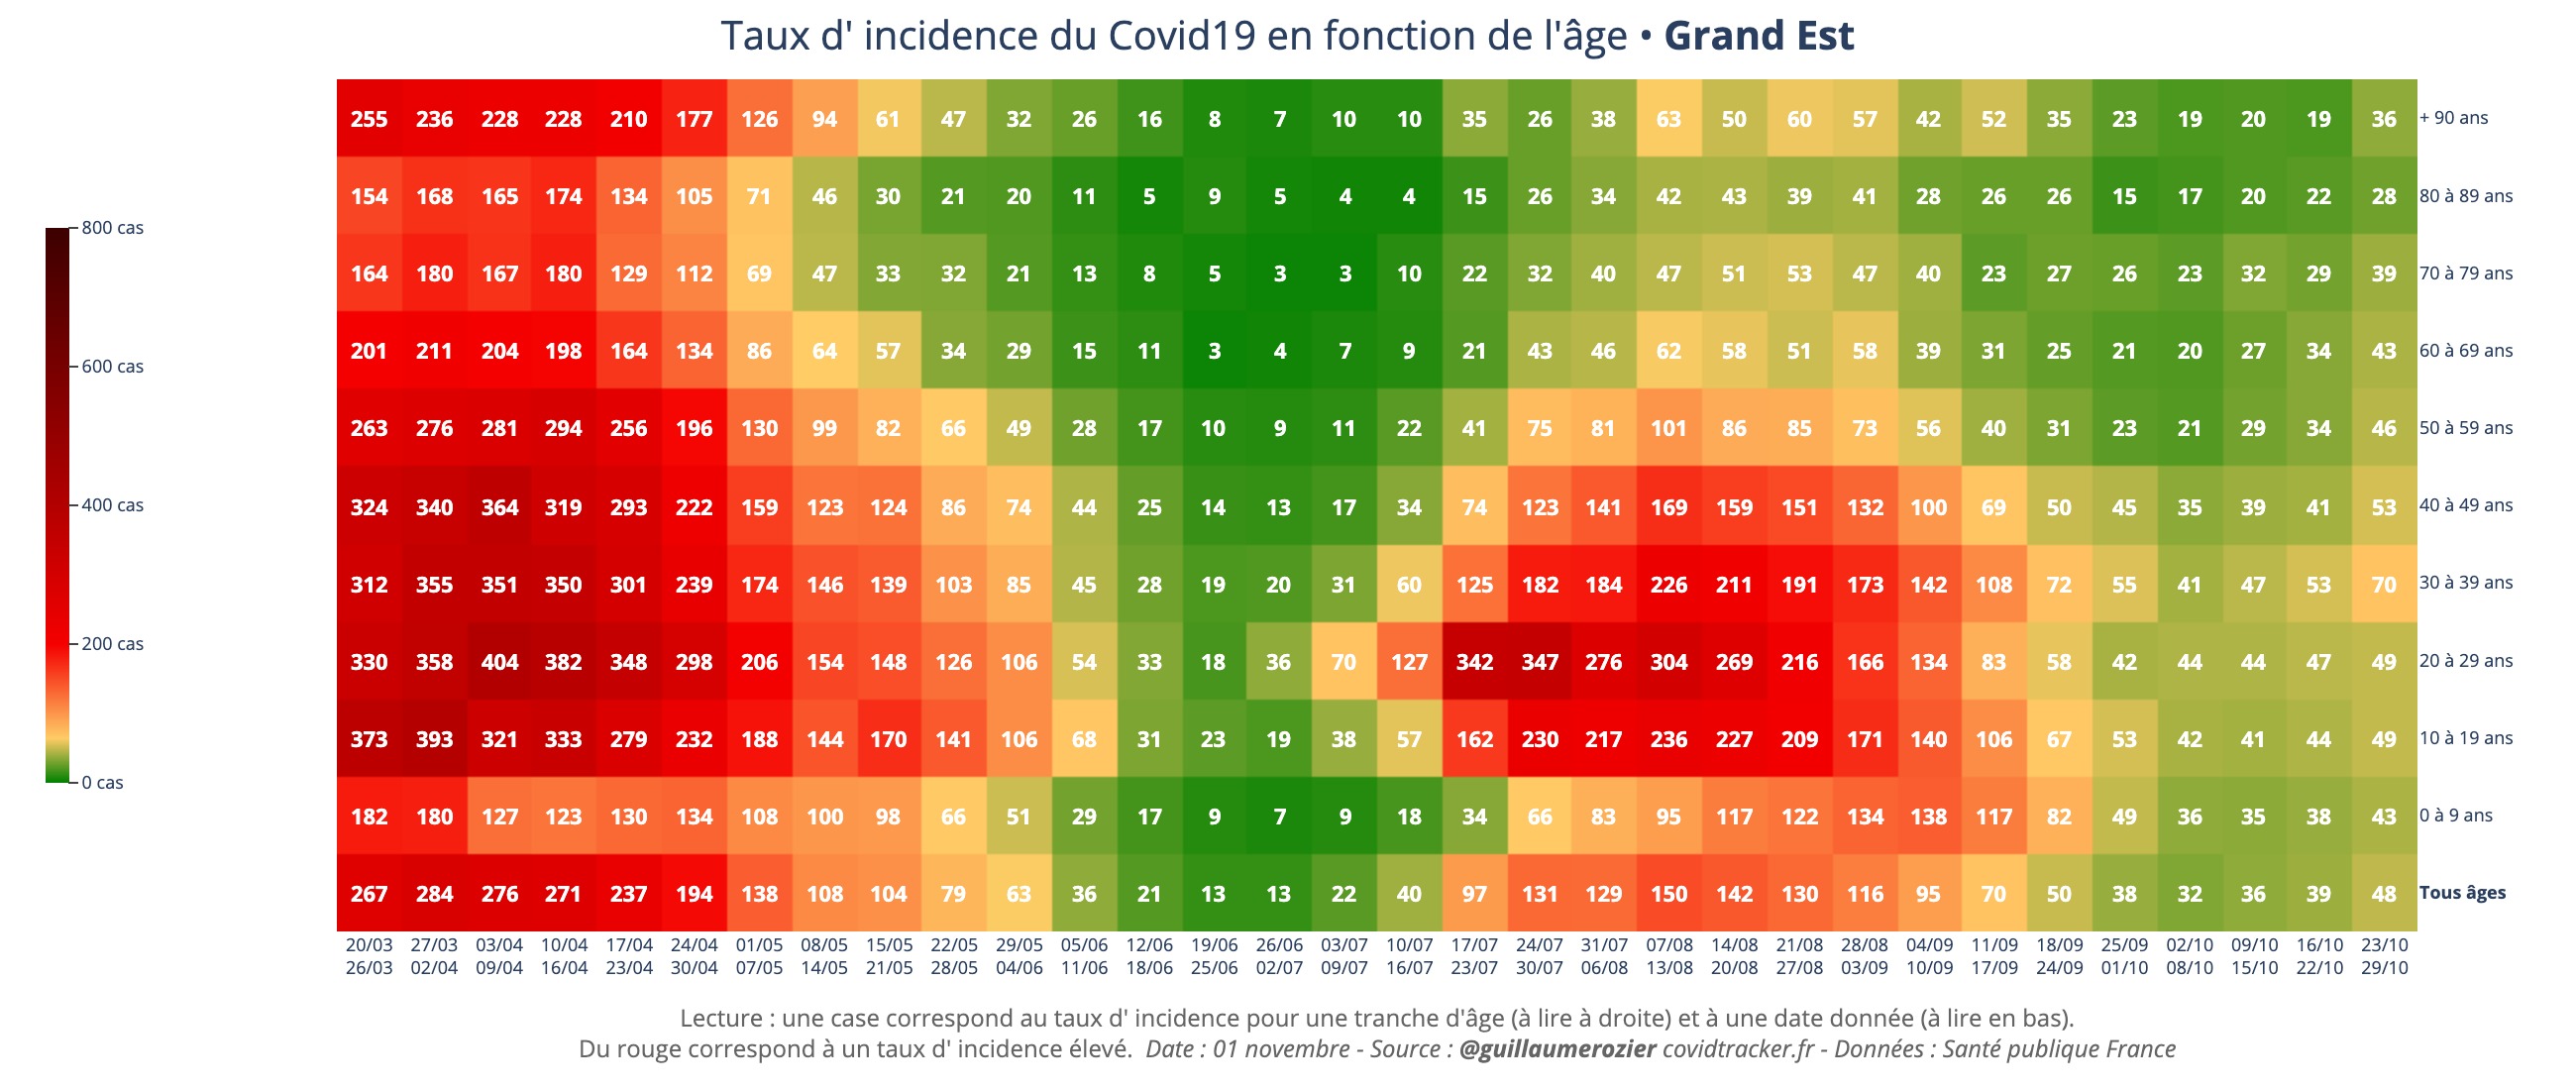 Taux d' incidence du Covid19 en fonction de l'âge • Grand Est
800 cas
600 cas
400 cas
200 cas
0 cas
255 236 228 228 210 177 126 94 61 47 32 26 16 8 7 10 10 35 26 38 63 50 60 57 42 52 35 23 19 20 19 36 + 90 ans
154 168 165 174 134 105 71 46 30 21 20 11 5 9 5 4 4 15 26 34 42 43 39 41 28 26 26 15 17 20 22 28 80 à 89 ans
164 180 167 180 129 112 69 47 33 32 21 13 8 5 3 3 10 22 32 40 47 51 53 47 40 23 27 26 23 32 29 39 70 à 79 ans
201 211 204 198 164 134 86 64 57 34 29 15 11 3 4 7 9 21 43 46 62 58 51 58 39 31 25 21 20 27 34 43 60 à 69 ans
263 276 281 294 256 196 130 99 82 66 49 28 17 10 9 11 22 41 75 81 101 86 85 73 56 40 31 23 21 29 34 46 50 à 59 ans
324 340 364 319 293 222 159 123 124 86 74 44 25 14 13 17 34 74 123 141 169 159 151 132 100 69 50 45 35 39 41 53 40 à 49 ans
312 355 351 350 301 239 174 146 139 103 85 45 28 19 20 31 60 125 182 184 226 211 191 173 142 108 72 55 41 47 53 70 30 à 39 ans
330 358 404 382 348 298 206 154 148 126 106 54 33 18 36 70 127 342 347 276 304 269 216 166 134 83 58 42 44 44 47 49 20 à 29 ans
373 393 321 333 279 232 188 144 170 141 106 68 31 23 19 38 57 162 230 217 236 227 209 171 140 106 67 53 42 41 44 49 10 à 19 ans
182 180 127 123 130 134 108 100 98 66 51 29 17 9 7 9 18 34 66 83 95 117 122 134 138 117 82 49 36 35 38 43 0 à 9 ans
267 284 276 271 237 194 138 108 104 79 63 36 21 13 13 22 40 97 131 129 150 142 130 116 95 70 50 38 32 36 39 48 Tous âges
20/03 27/03 03/04 10/04 17/04 24/04 01/05 08/05 15/05 22/05 29/05 05/06 12/06 19/06 26/06 03/07 10/07 17/07 24/07 31/07 07/08 14/08 21/08 28/08 04/09 11/09 18/09 25/09 02/10 09/10 16/10 23/10
26/03 02/04 09/04 16/04 23/04 30/04 07/05 14/05 21/05 28/05 04/06 11/06 18/06 25/06 02/07 09/07 16/07 23/07 30/07 06/08 13/08 20/08 27/08 03/09 10/09 17/09 24/09 01/10 08/10 15/10 22/10 29/10
Lecture : une case correspond au taux d' incidence pour une tranche d'âge (à lire à droite) et à une date donnée (à lire en bas).
Du rouge correspond à un taux d' incidence élevé. Date : 01 novembre - Source : @guillaumerozier covidtracker.fr - Données : Santé publique France